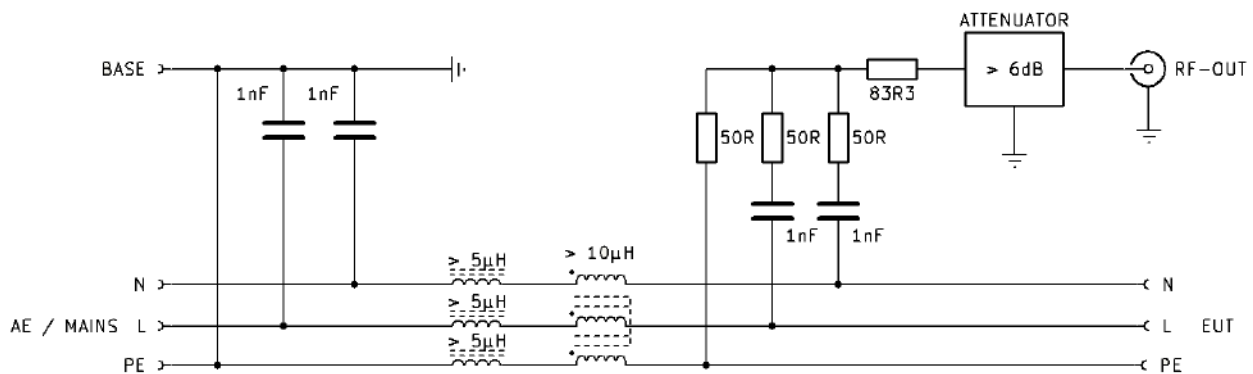 ATTENUATOR
BASE
1nF 1nF
> 6dB
RF-OUT
83R3
50R 50R 50R
1nF 1nF
> 5µH > 10µH
N N
> 5µH
AE / MAINS L L EUT
> 5µH
PE PE